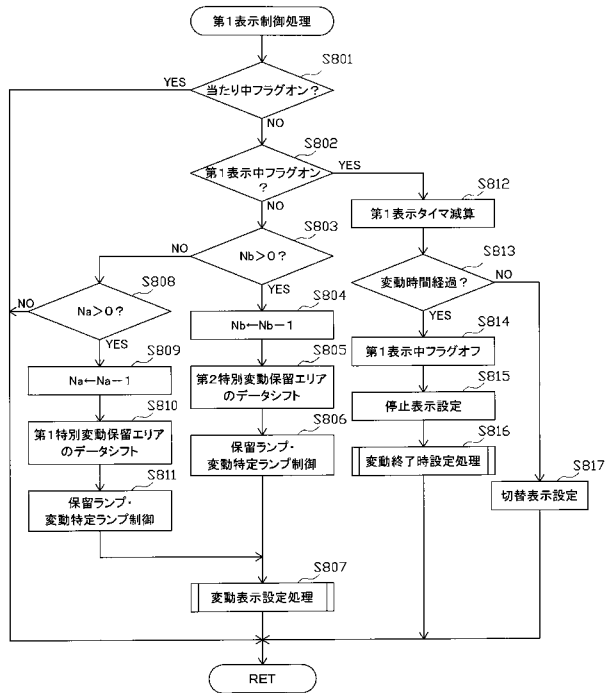 第1表示制御処理
S801
YES
当たり中フラグオン？
NO
S802
第1表示中フラグオン
？
YES
NO
S812
第1表示タイマ減算
S803
NO
Nb＞0？
YES
S813
変動時間経過？
NO
YES
S808
NO
Na＞0？
YES
S804
Nb←Nb－1
S814
第1表示中フラグオフ
S809
Na←Na－1
S805
第2特別変動保留エリア
のデータシフト
S815
停止表示設定
S810
第1特別変動保留エリア
のデータシフト
S806
保留ランプ・
変動特定ランプ制御
S816
変動終了時設定処理
S817
切替表示設定
S811
保留ランプ・
変動特定ランプ制御
S807
変動表示設定処理
RET